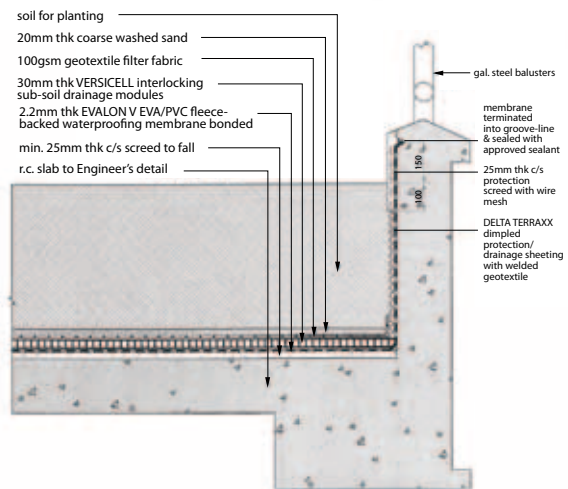 soil for planting
20mm thk coarse washed sand
100gsm geotextile filter fabric
30mm thk VERSICELL interlocking
sub-soil drainage modules
2.2mm thk EVALON V EVA/PVC fleece-
backed waterproofing membrane bonded
min. 25mm thk c/s screed to fall
r.c. slab to Engineer's detail
gal. steel balusters
membrane
terminated
into groove-line
& sealed with
approved sealant
150
25mm thk c/s
protection
screed with wire
mesh
100
DELTA TERRAXX
dimpled
protection/
drainage sheeting
with welded
geotextile